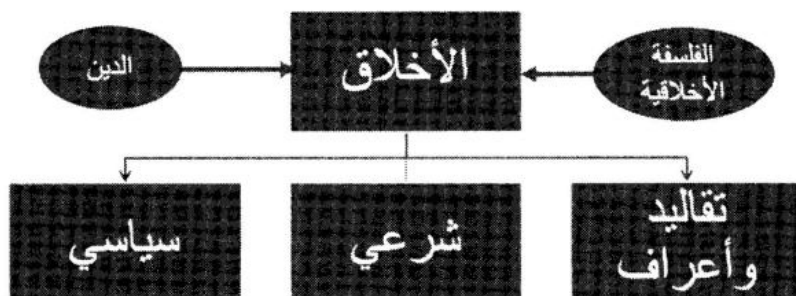 الفلسفة
الأخلاقية
الأخلاق
الدين
تقاليد
وأعراف
شرعي
سياسي